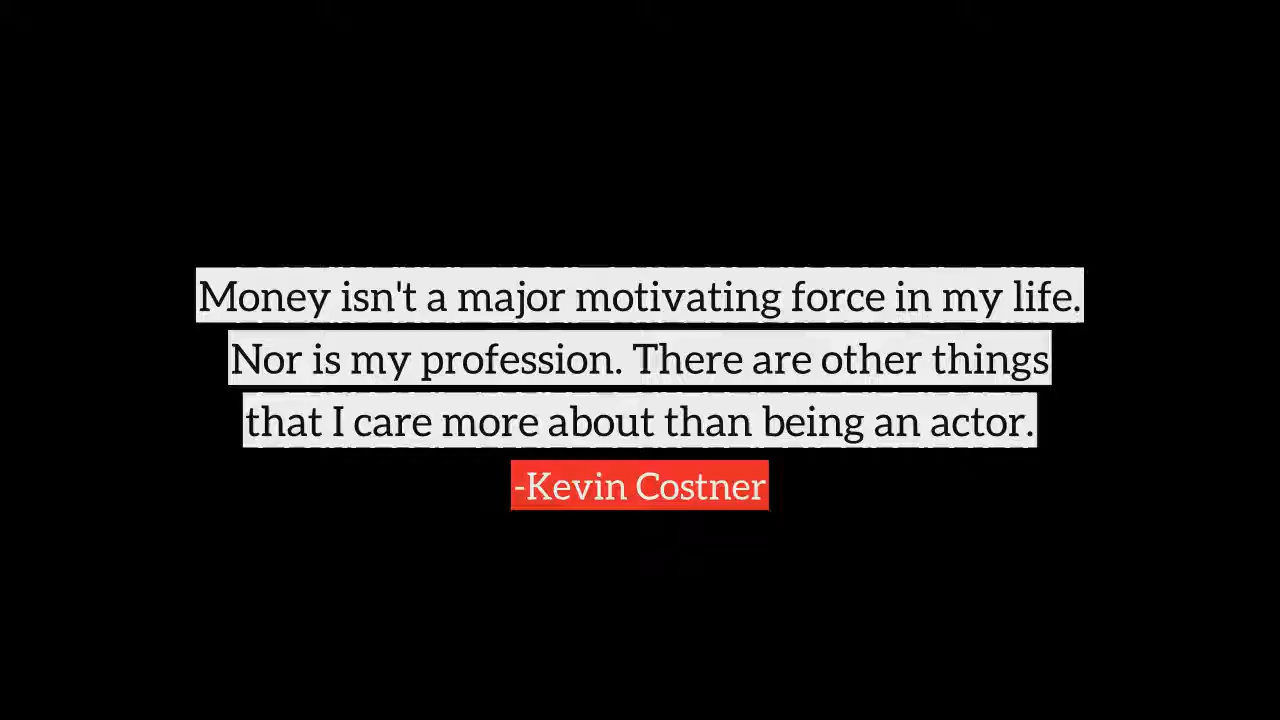 Money isn't a major motivating force in my life.
Nor is my profession. There are other things
that I care more about than being an actor.
-Kevin Costner